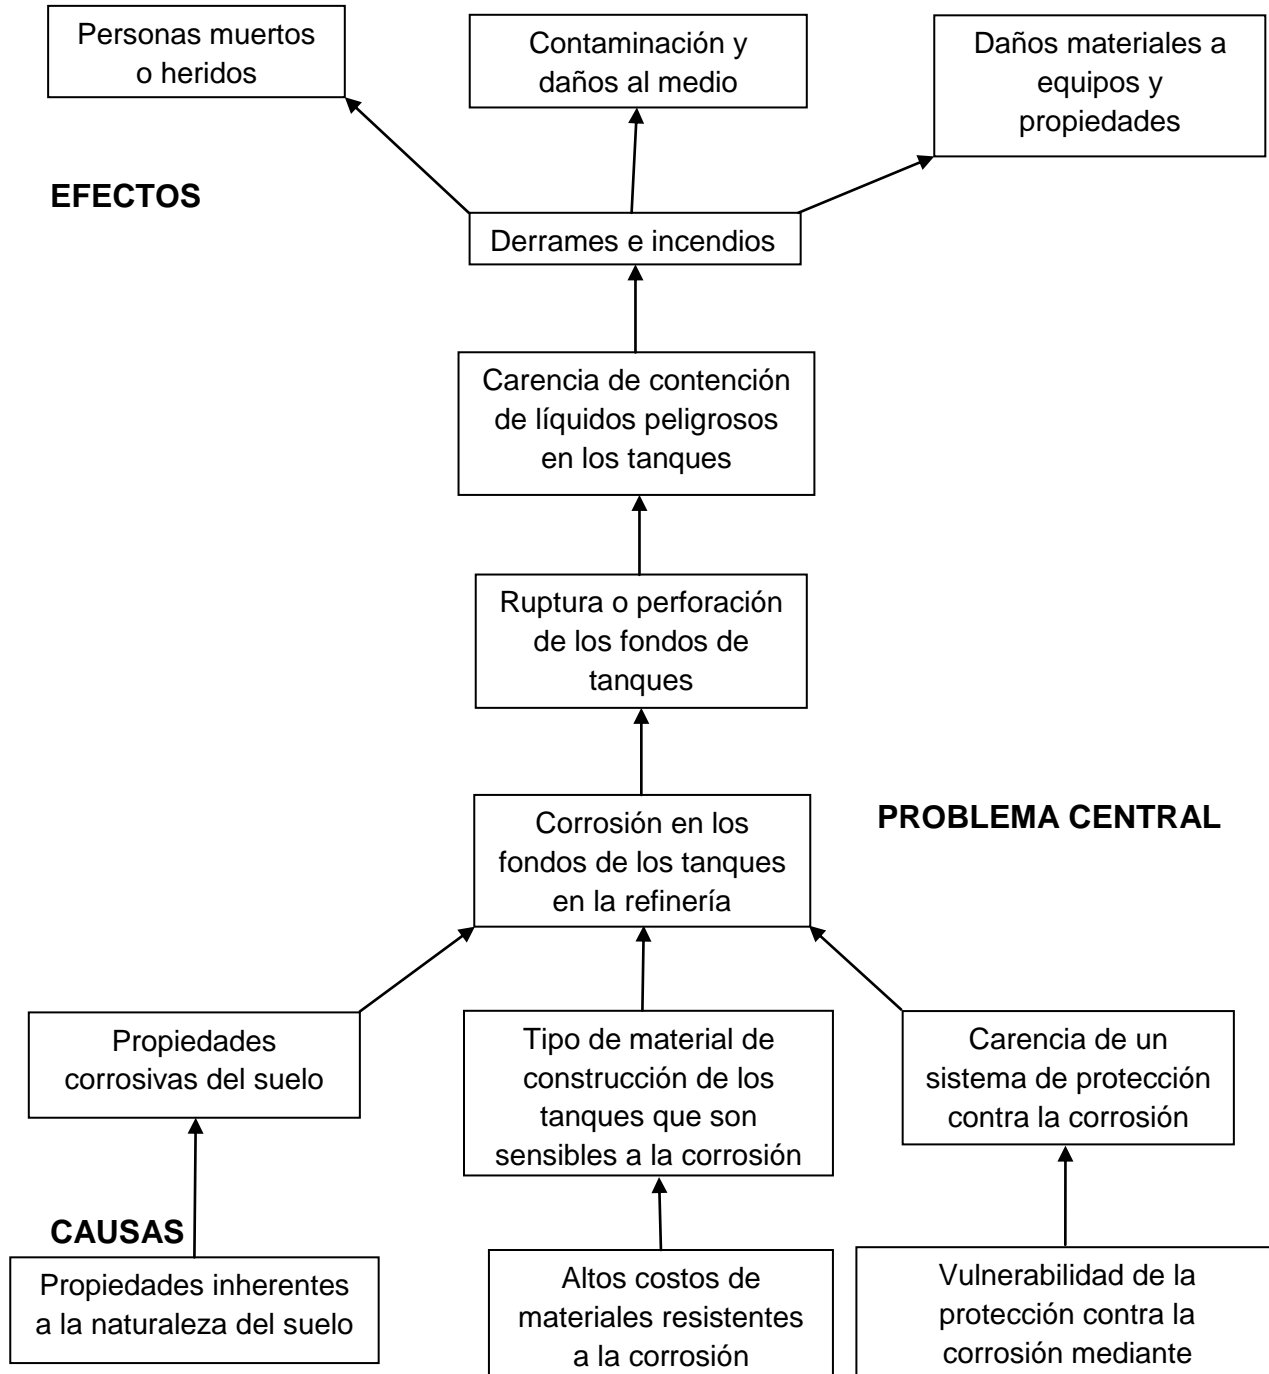 Personas muertos
o heridos
Contaminación y
daños al medio
Daños materiales a
equipos y
propiedades
EFECTOS
Derrames e incendios
Carencia de contención
de líquidos peligrosos
en los tanques
Ruptura o perforación
de los fondos de
tanques
Corrosión en los
fondos de los tanques
en la refinería
PROBLEMA CENTRAL
Propiedades
corrosivas del suelo
Tipo de material de
construcción de los
tanques que son
sensibles a la corrosión
Carencia de un
sistema de protección
contra la corrosión
CAUSAS
Propiedades inherentes
a la naturaleza del suelo
Altos costos de
materiales resistentes
a la corrosión
Vulnerabilidad de la
protección contra la
corrosión mediante